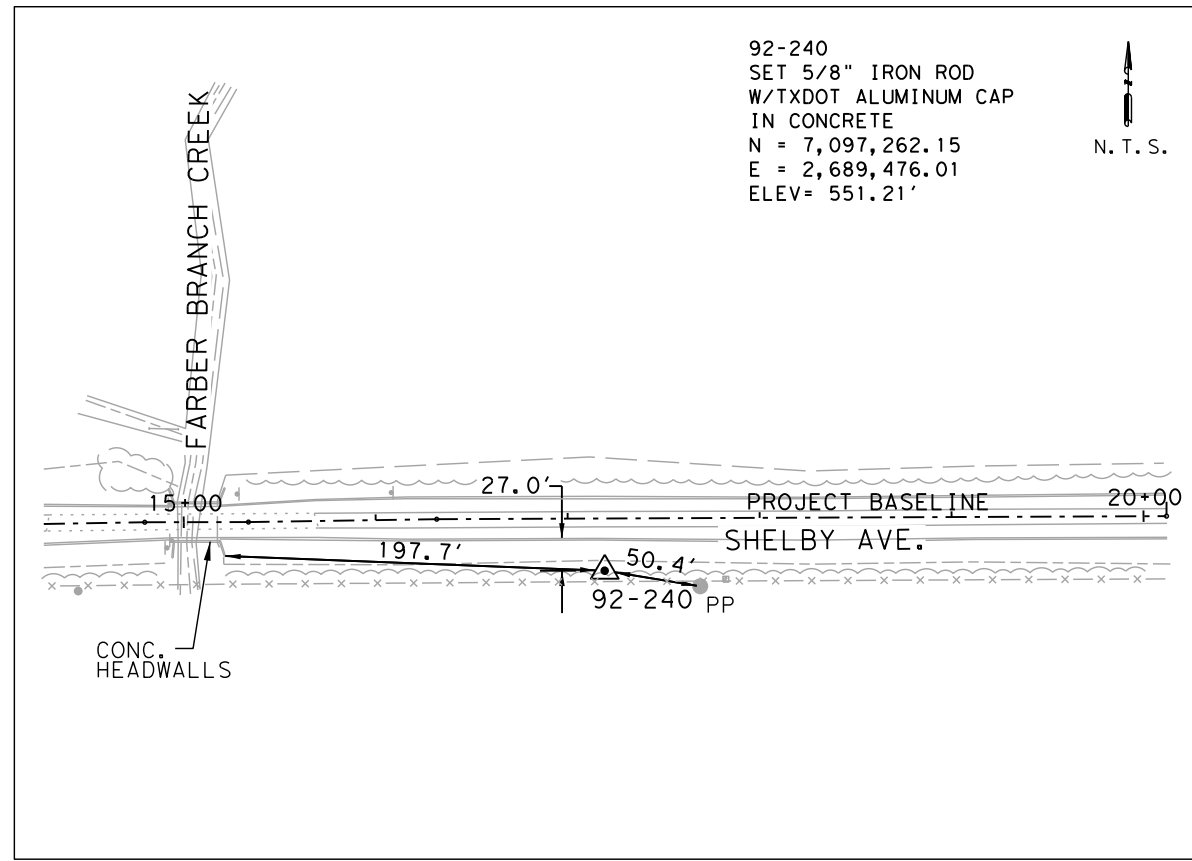 92-240
SET 5/8" IRON ROD
W/TXDOT ALUMINUM CAP
IN CONCRETE
N = 7,097,262.15
E = 2,689,476.01
ELEV= 551.21'
N
N.T.S.
FARBER BRANCH CREEK
15+00
27.0'
PROJECT BASELINE
20+00
SHELBY AVE.
197.7'
50.4'
92-240
PP
CONC.
HEADWALLS